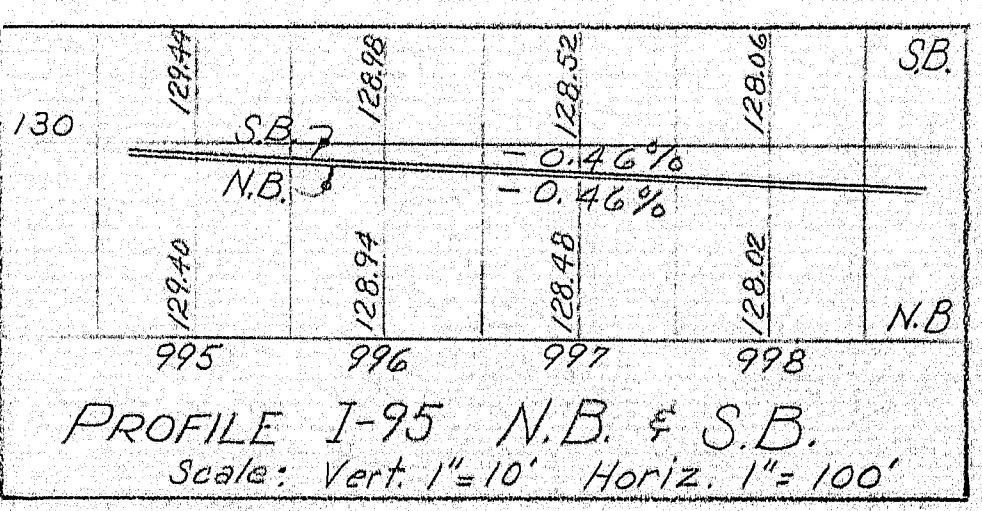 129.44 128.98 128.52 128.06 S.B.
130
S.B.
-0.46%
N.B.
-0.46%
129.40 128.94 128.48 128.02 N.B
995 996 997 998
PROFILE I-95 N.B. & S.B.
Scale: Vert. 1"=10' Horiz. 1"=100'